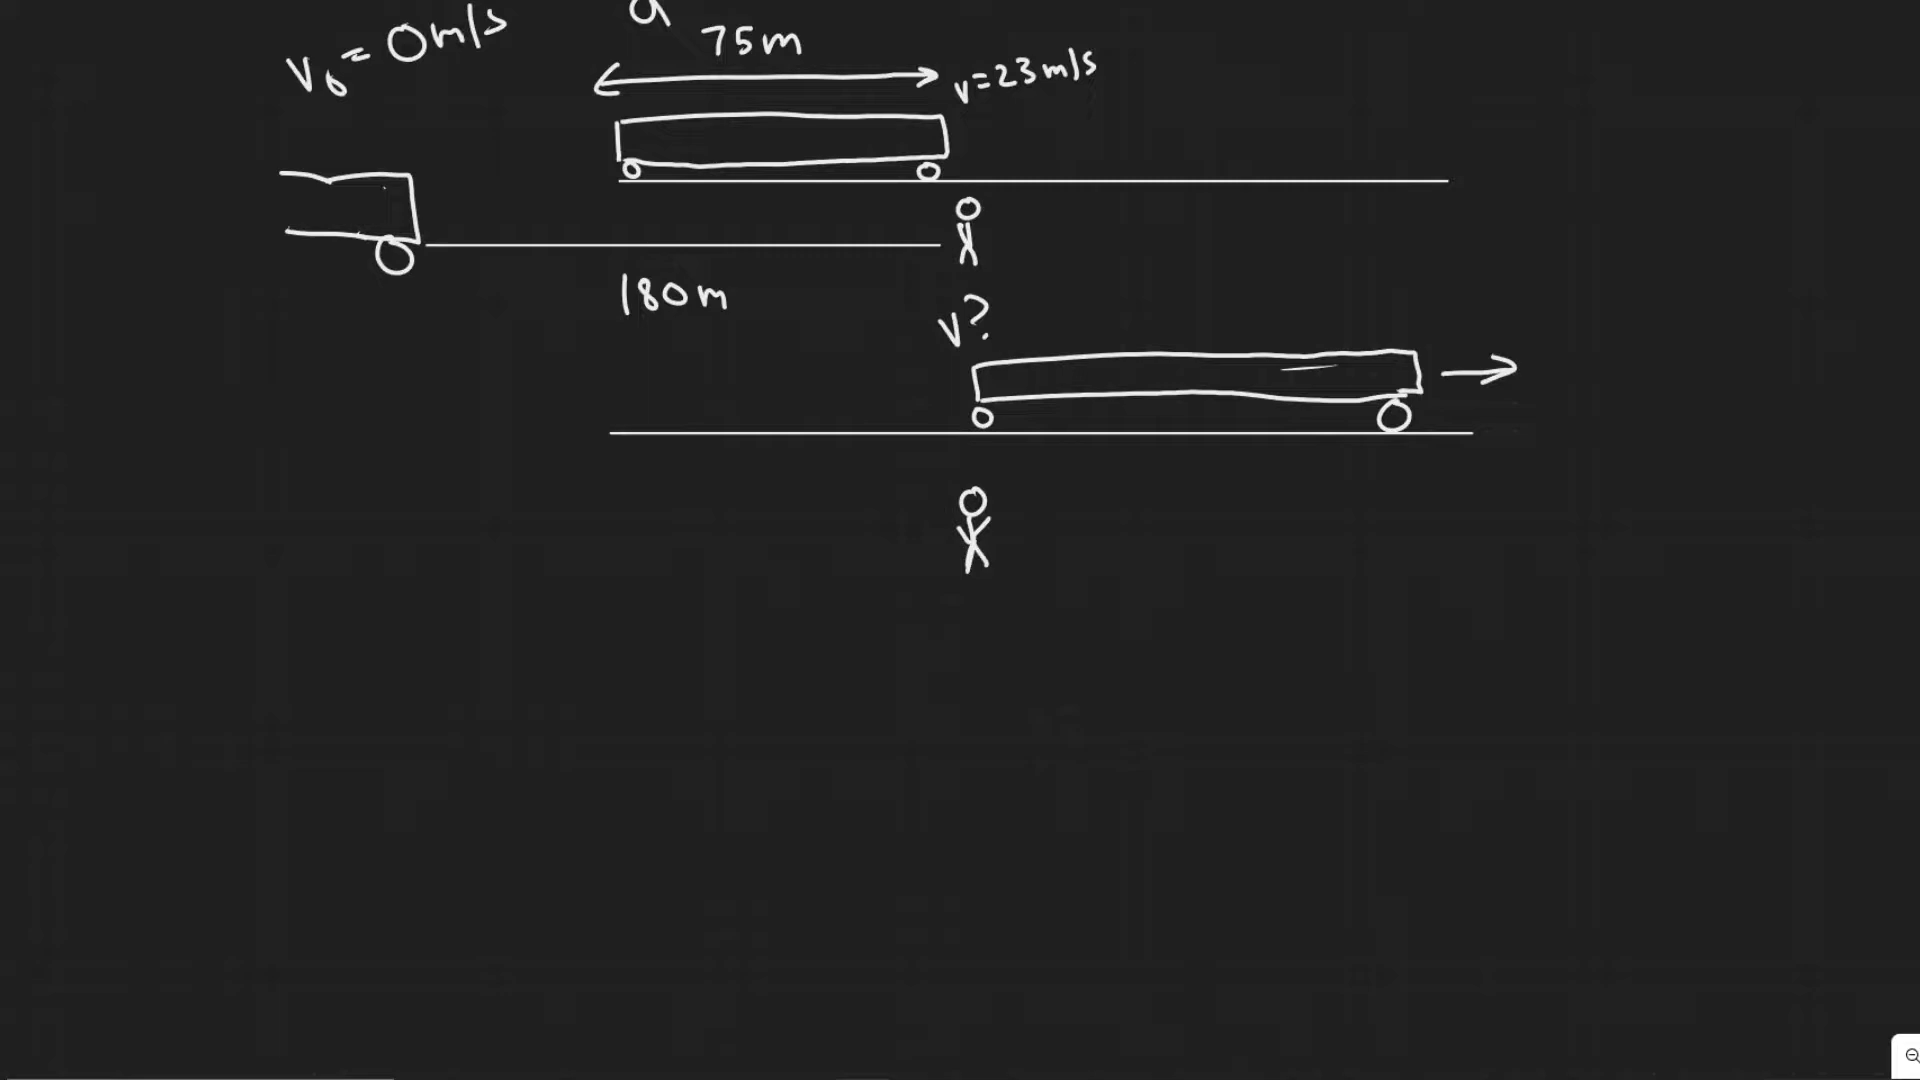 a
75m
v₀ = 0m/s
v=23m/s
180m
v?